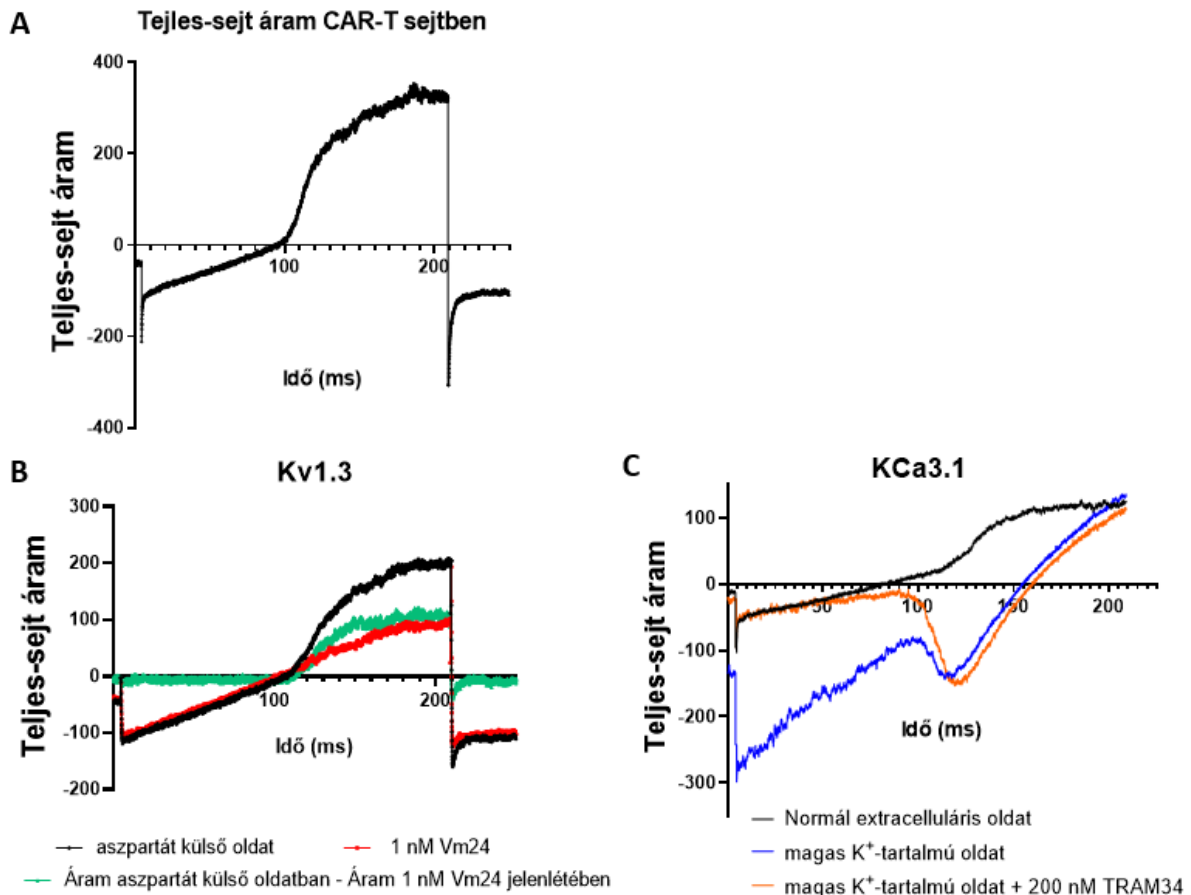 A
Tejles-sejt áram CAR-T sejtben
400
200
0
-200
-400
100
200
Teljes-sejt áram
Idő (ms)
B
Kv1.3
300
200
100
0
-100
-200
100
200
Teljes-sejt áram
Idő (ms)
aszpartát külső oldat
1 nM Vm24
Áram aszpartát külső oldatban - Áram 1 nM Vm24 jelenlétében
C
KCa3.1
100
0
-100
-200
-300
50
100
150
200
Teljes-sejt áram
Idő (ms)
Normál extracelluláris oldat
magas K⁺-tartalmú oldat
magas K⁺-tartalmú oldat + 200 nM TRAM34